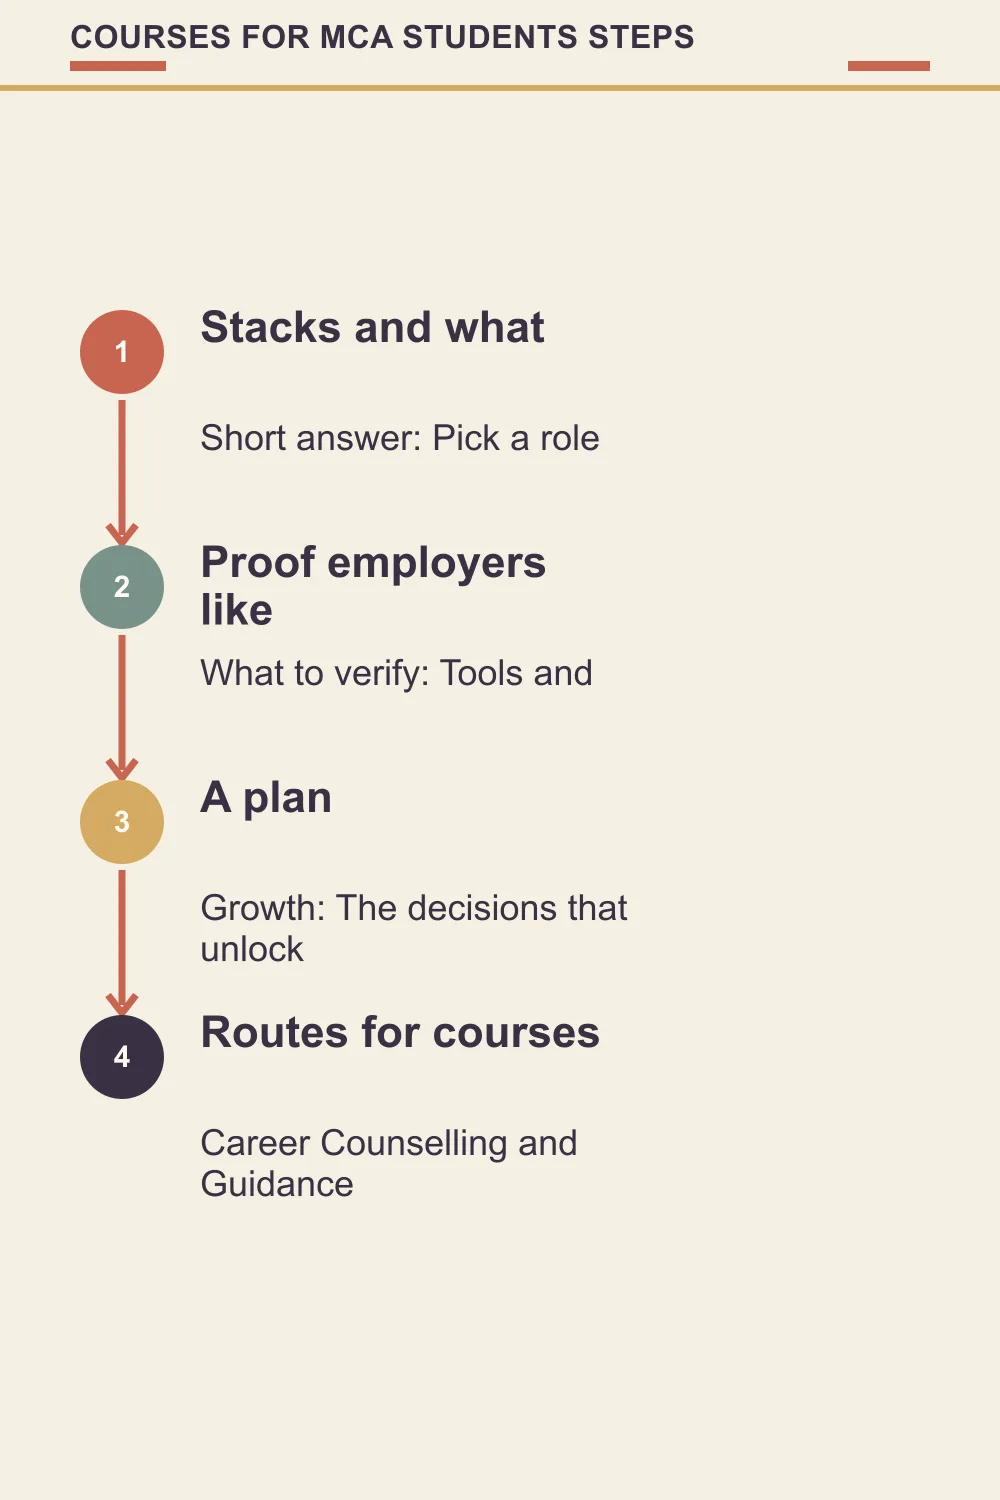 COURSES FOR MCA STUDENTS STEPS
1
Stacks and what
Short answer: Pick a role
2
Proof employers
like
What to verify: Tools and
3
A plan
Growth: The decisions that
unlock
4
Routes for courses
Career Counselling and
Guidance